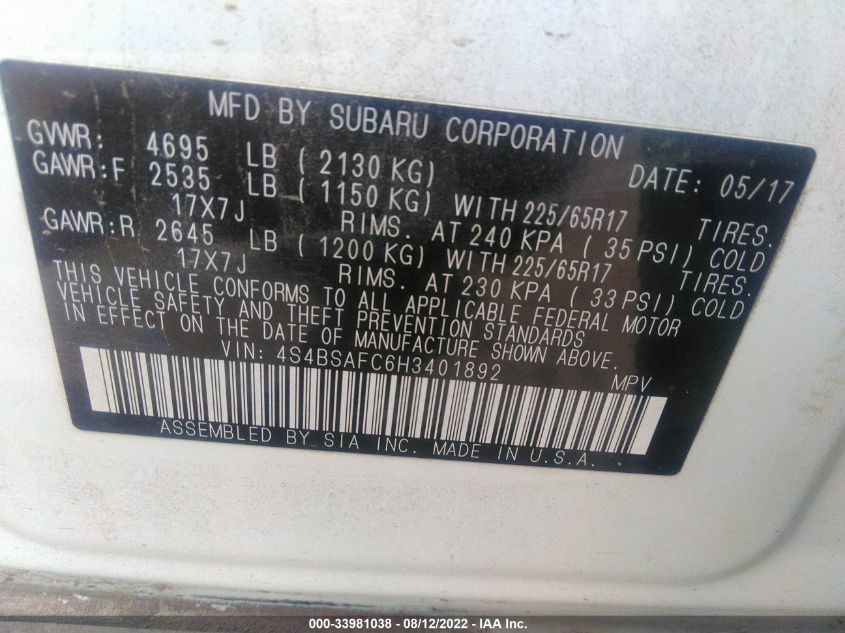 MFD BY SUBARU CORPORATION
GVWR: 4695 LB ( 2130 KG) DATE: 05/17
GAWR:F 2535 LB ( 1150 KG) WITH 225/65R17 TIRES.
17X7J RIMS. AT 240 KPA ( 35 PSI) COLD
GAWR:R 2645 LB ( 1200 KG) WITH 225/65R17 TIRES.
17X7J RIMS. AT 230 KPA ( 33 PSI) COLD
THIS VEHICLE CONFORMS TO ALL APPLICABLE FEDERAL MOTOR
VEHICLE SAFETY AND THEFT PREVENTION STANDARDS
IN EFFECT ON THE DATE OF MANUFACTURE SHOWN ABOVE.
VIN: 4S4BSAFC6H3401892 MPV
ASSEMBLED BY SIA INC. MADE IN U.S.A.
000-33981038 - 08/12/2022 - IAA Inc.